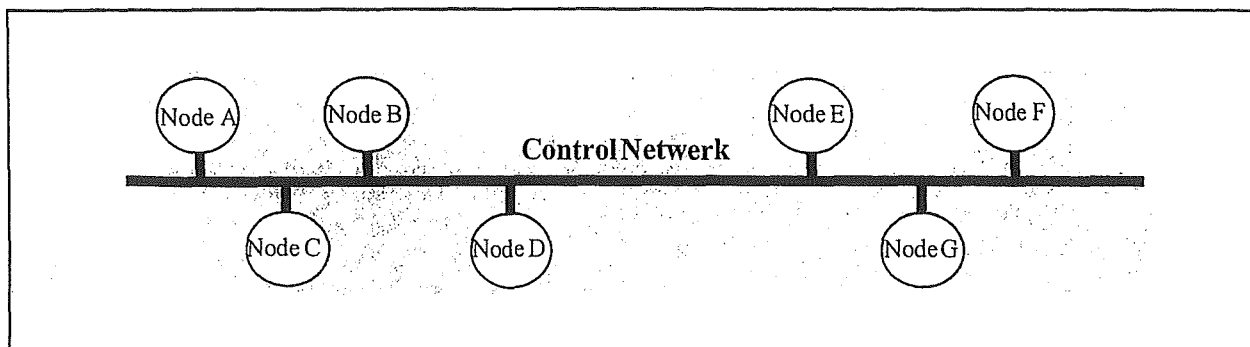 Node A
Node B
Node E
Node F
Control Netwerk
Node C
Node D
Node G